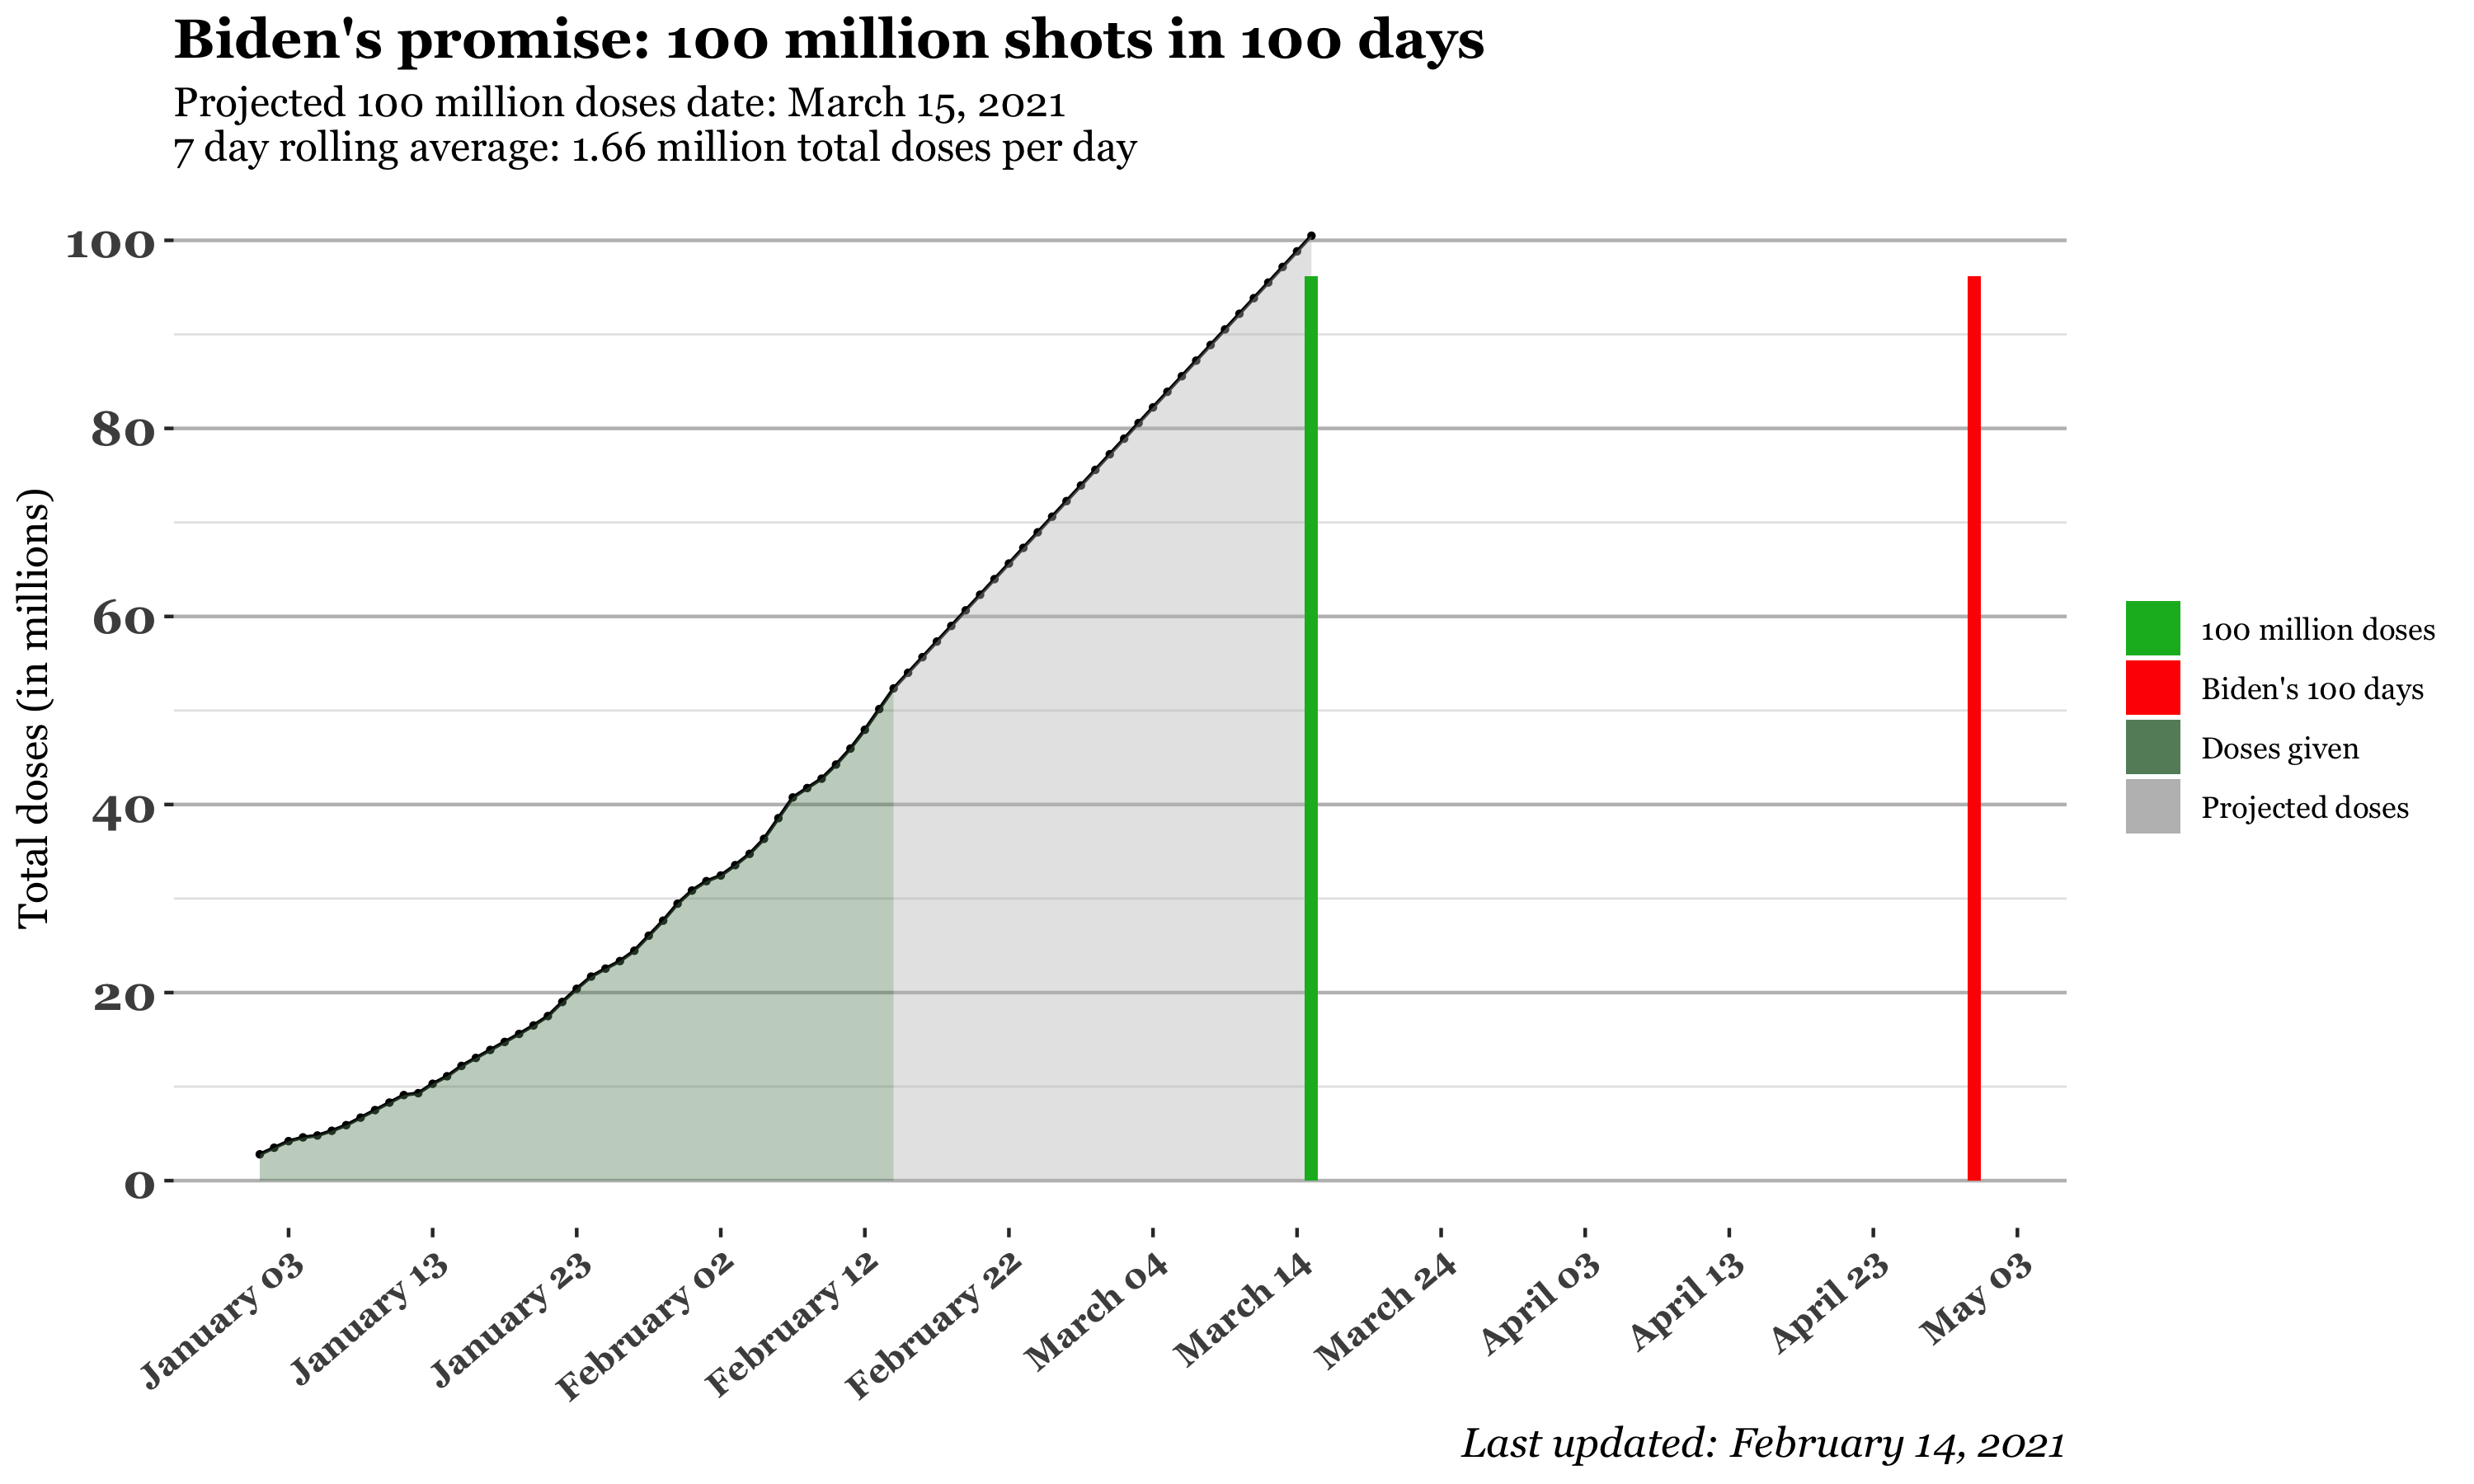 Biden's promise: 100 million shots in 100 days
Projected 100 million doses date: March 15, 2021
7 day rolling average: 1.66 million total doses per day
Total doses (in millions)
100
80
60
40
20
0
100 million doses
Biden's 100 days
Doses given
Projected doses
January 03
January 13
January 23
February 02
February 12
February 22
March 04
March 14
March 24
April 03
April 13
April 23
May 03
Last updated: February 14, 2021